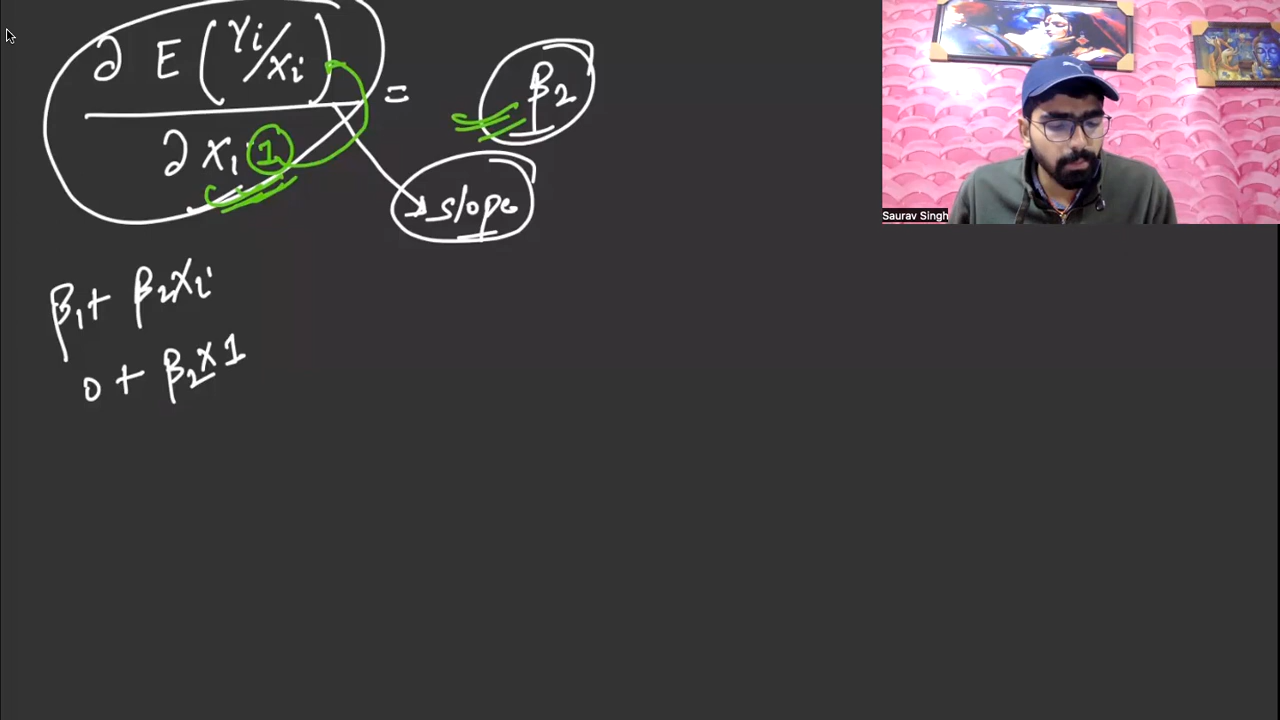 ∂ E (Yi/Xi)
∂ Xi 1
= β2
slope
β1 + β2Xi
0 + β2 × 1
Saurav Singh